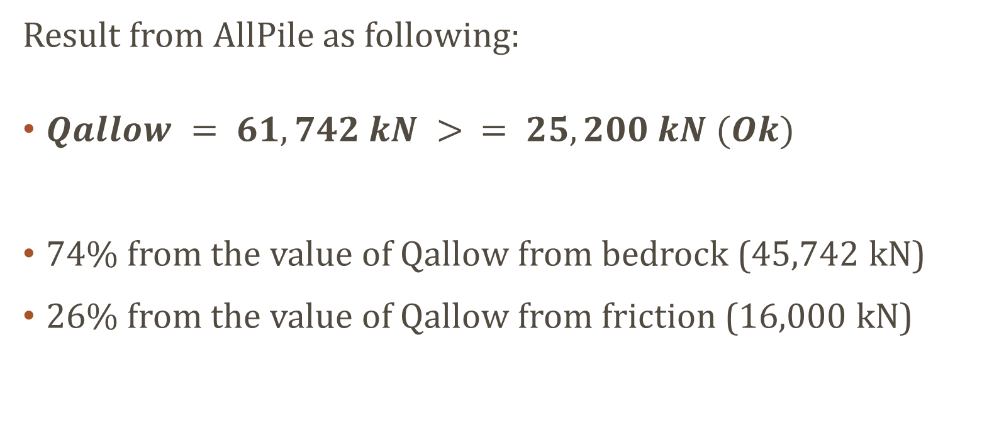 Result from AllPile as following:
• Qallow = 61,742 kN > = 25,200 kN (Ok)
• 74% from the value of Qallow from bedrock (45,742 kN)
• 26% from the value of Qallow from friction (16,000 kN)